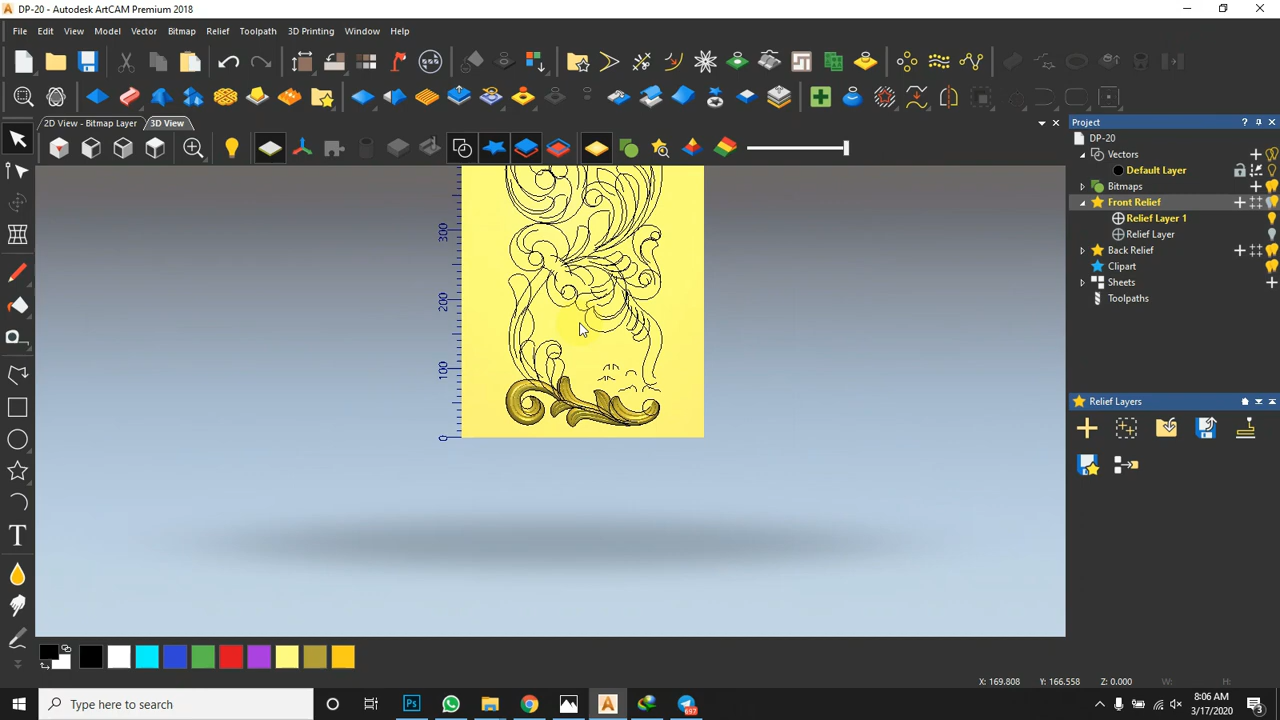 DP-20 - Autodesk ArtCAM Premium 2018
File Edit View Model Vector Bitmap Relief Toolpath 3D Printing Window Help
2D View - Bitmap Layer 3D View
Project
DP-20
Vectors
Default Layer
Bitmaps
Front Relief
Relief Layer 1
Relief Layer
Back Relief
Clipart
Sheets
Toolpaths
Relief Layers
300
200
100
0
T
X: 169.808 Y: 166.558 Z: 0.000 W: H:
Type here to search
Ps
A
697
8:06 AM
3/17/2020
3